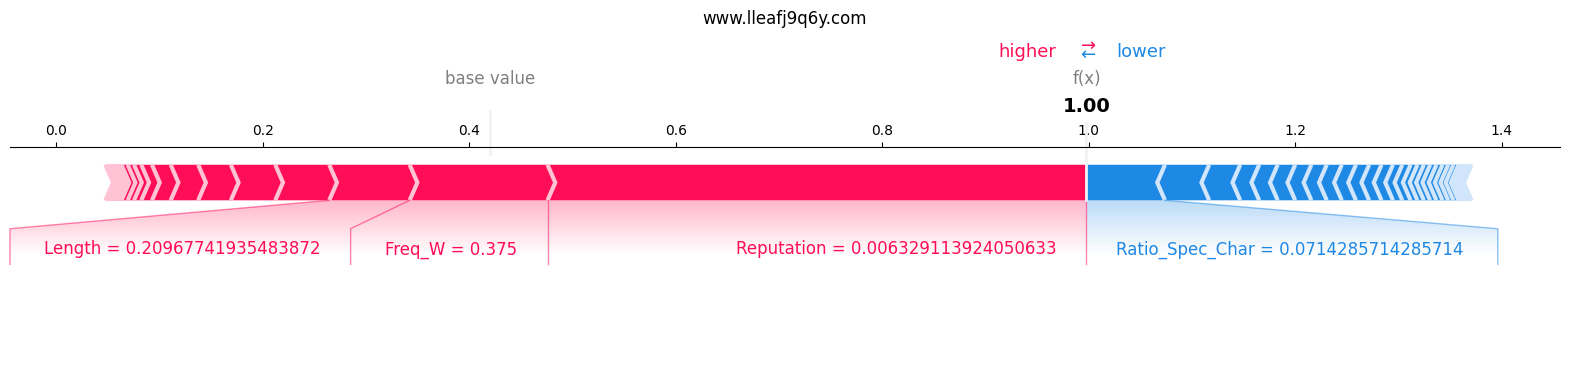 www.lleafj9q6y.com
higher ⇄ lower
base value f(x)
1.00
0.0 0.2 0.4 0.6 0.8 1.0 1.2 1.4
Length = 0.20967741935483872 Freq_W = 0.375 Reputation = 0.006329113924050633 Ratio_Spec_Char = 0.0714285714285714